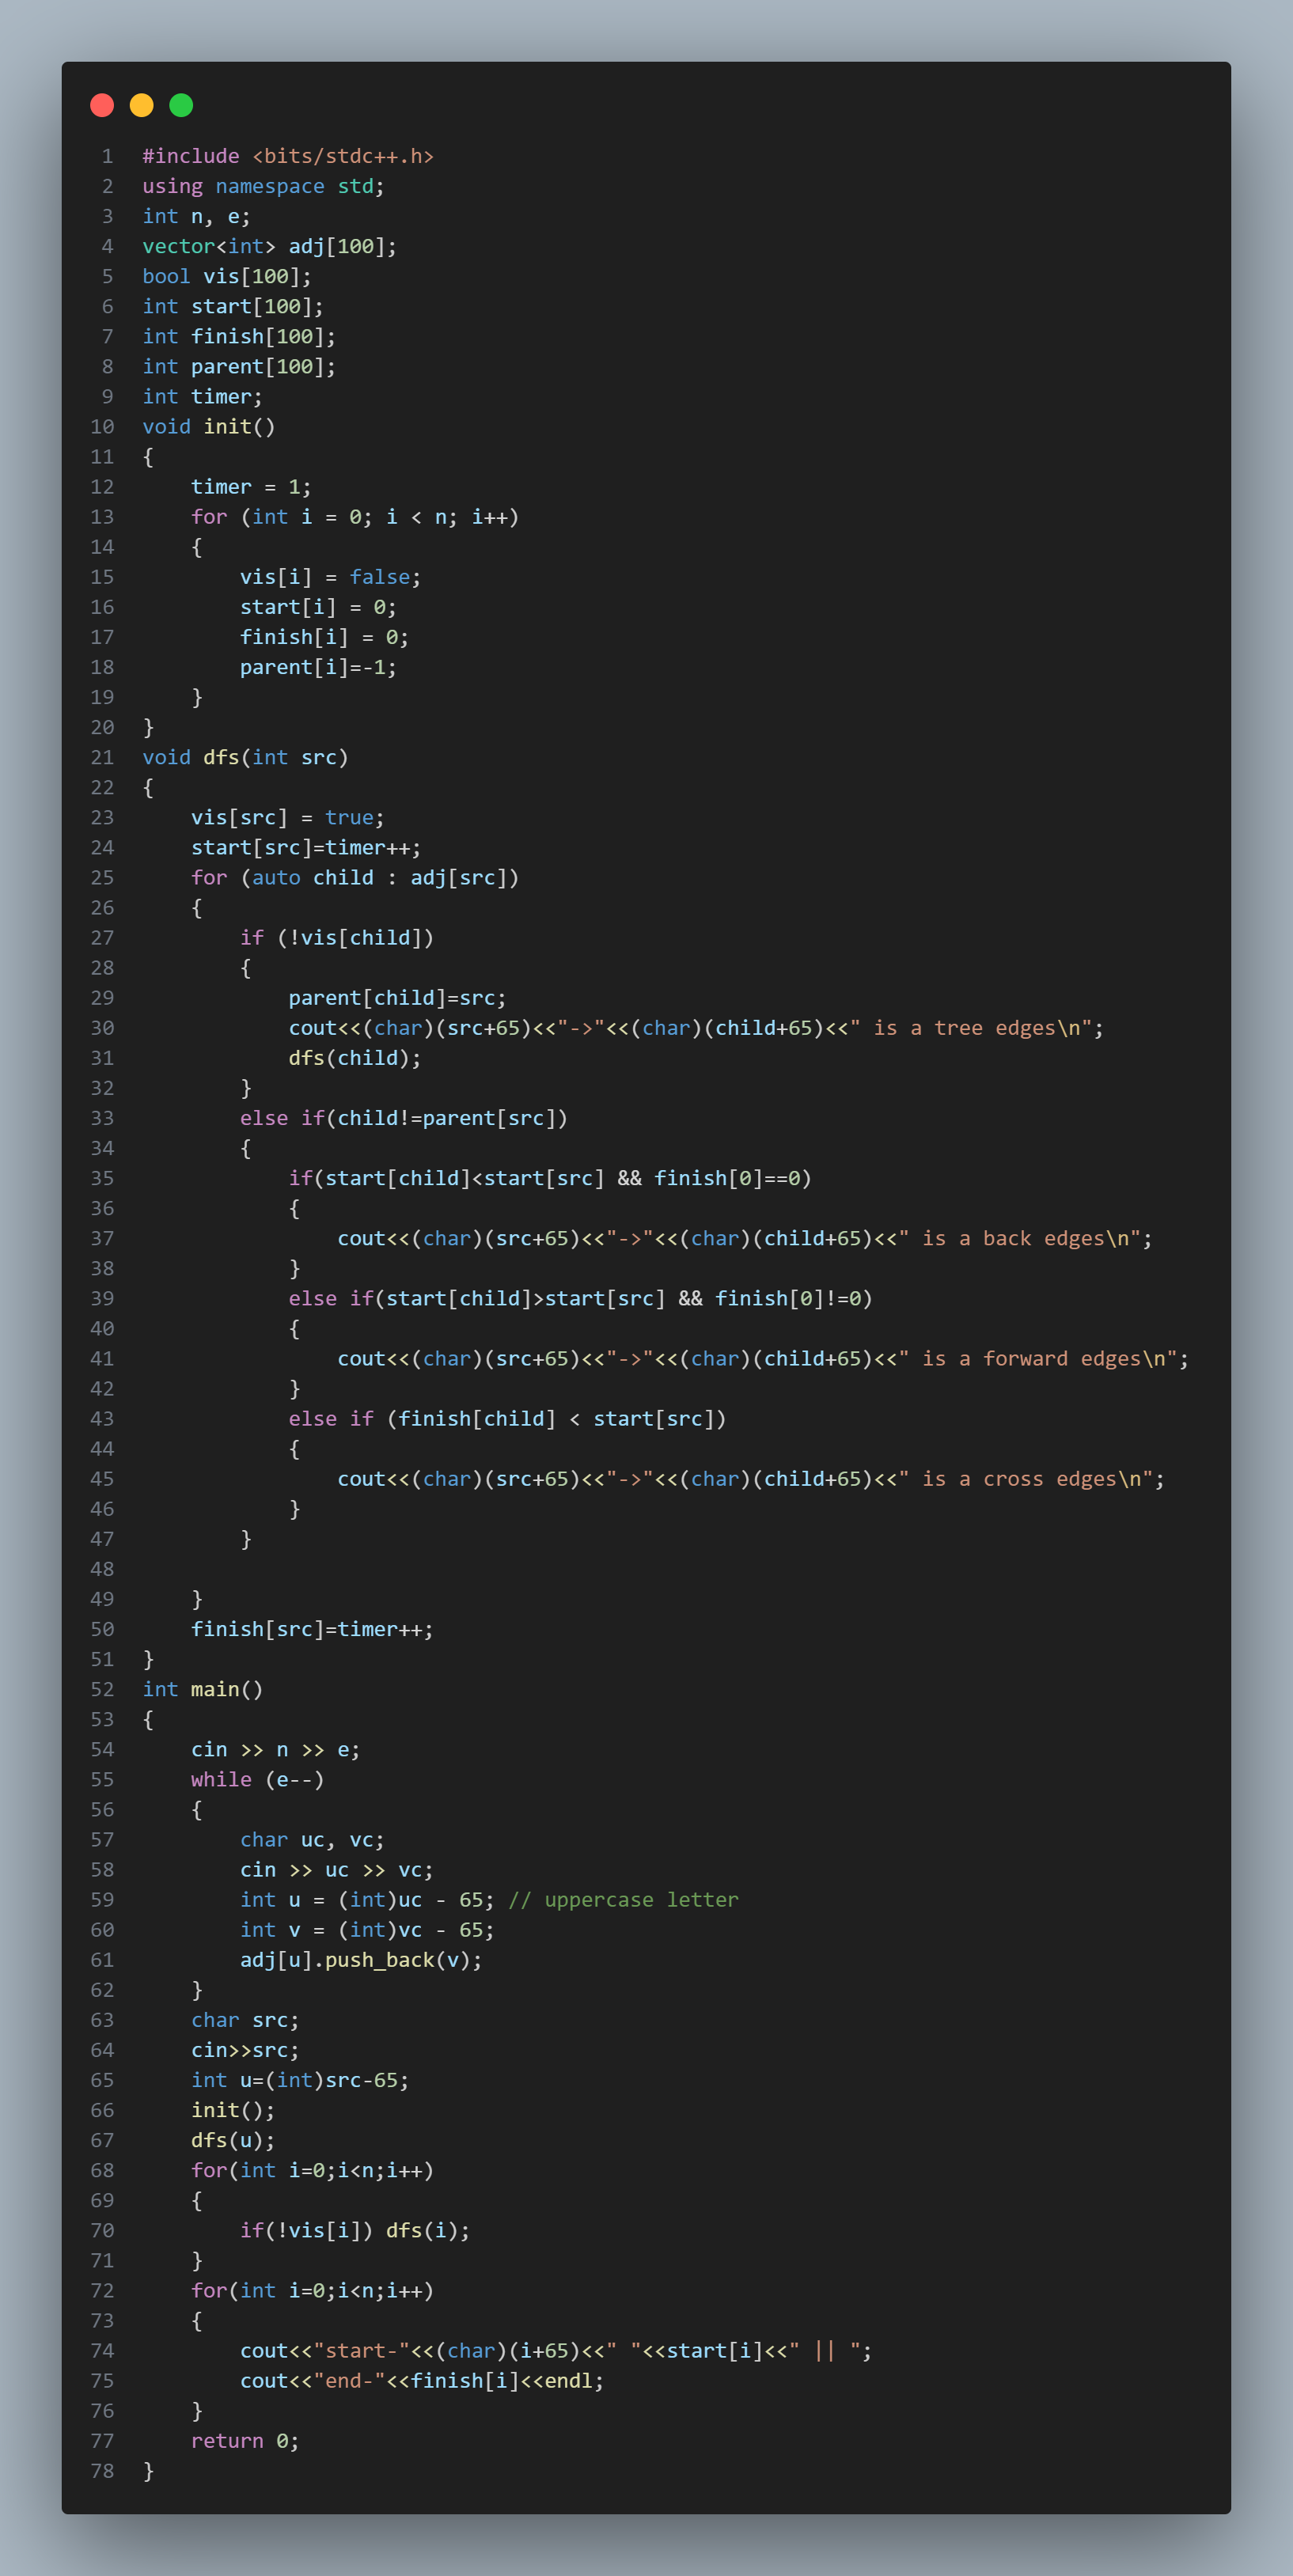 1 #include <bits/stdc++.h>
2 using namespace std;
3 int n, e;
4 vector<int> adj[100];
5 bool vis[100];
6 int start[100];
7 int finish[100];
8 int parent[100];
9 int timer;
10 void init()
11 {
12     timer = 1;
13     for (int i = 0; i < n; i++)
14     {
15         vis[i] = false;
16         start[i] = 0;
17         finish[i] = 0;
18         parent[i]=-1;
19     }
20 }
21 void dfs(int src)
22 {
23     vis[src] = true;
24     start[src]=timer++;
25     for (auto child : adj[src])
26     {
27         if (!vis[child])
28         {
29             parent[child]=src;
30             cout<<(char)(src+65)<<"->"<<(char)(child+65)<<" is a tree edges\n";
31             dfs(child);
32         }
33         else if(child!=parent[src])
34         {
35             if(start[child]<start[src] && finish[0]==0)
36             {
37                 cout<<(char)(src+65)<<"->"<<(char)(child+65)<<" is a back edges\n";
38             }
39             else if(start[child]>start[src] && finish[0]!=0)
40             {
41                 cout<<(char)(src+65)<<"->"<<(char)(child+65)<<" is a forward edges\n";
42             }
43             else if (finish[child] < start[src])
44             {
45                 cout<<(char)(src+65)<<"->"<<(char)(child+65)<<" is a cross edges\n";
46             }
47         }
48
49     }
50     finish[src]=timer++;
51 }
52 int main()
53 {
54     cin >> n >> e;
55     while (e--)
56     {
57         char uc, vc;
58         cin >> uc >> vc;
59         int u = (int)uc - 65; // uppercase letter
60         int v = (int)vc - 65;
61         adj[u].push_back(v);
62     }
63     char src;
64     cin>>src;
65     int u=(int)src-65;
66     init();
67     dfs(u);
68     for(int i=0;i<n;i++)
69     {
70         if(!vis[i]) dfs(i);
71     }
72     for(int i=0;i<n;i++)
73     {
74         cout<<"start-"<<(char)(i+65)<<" "<<start[i]<<" || ";
75         cout<<"end-"<<finish[i]<<endl;
76     }
77     return 0;
78 }